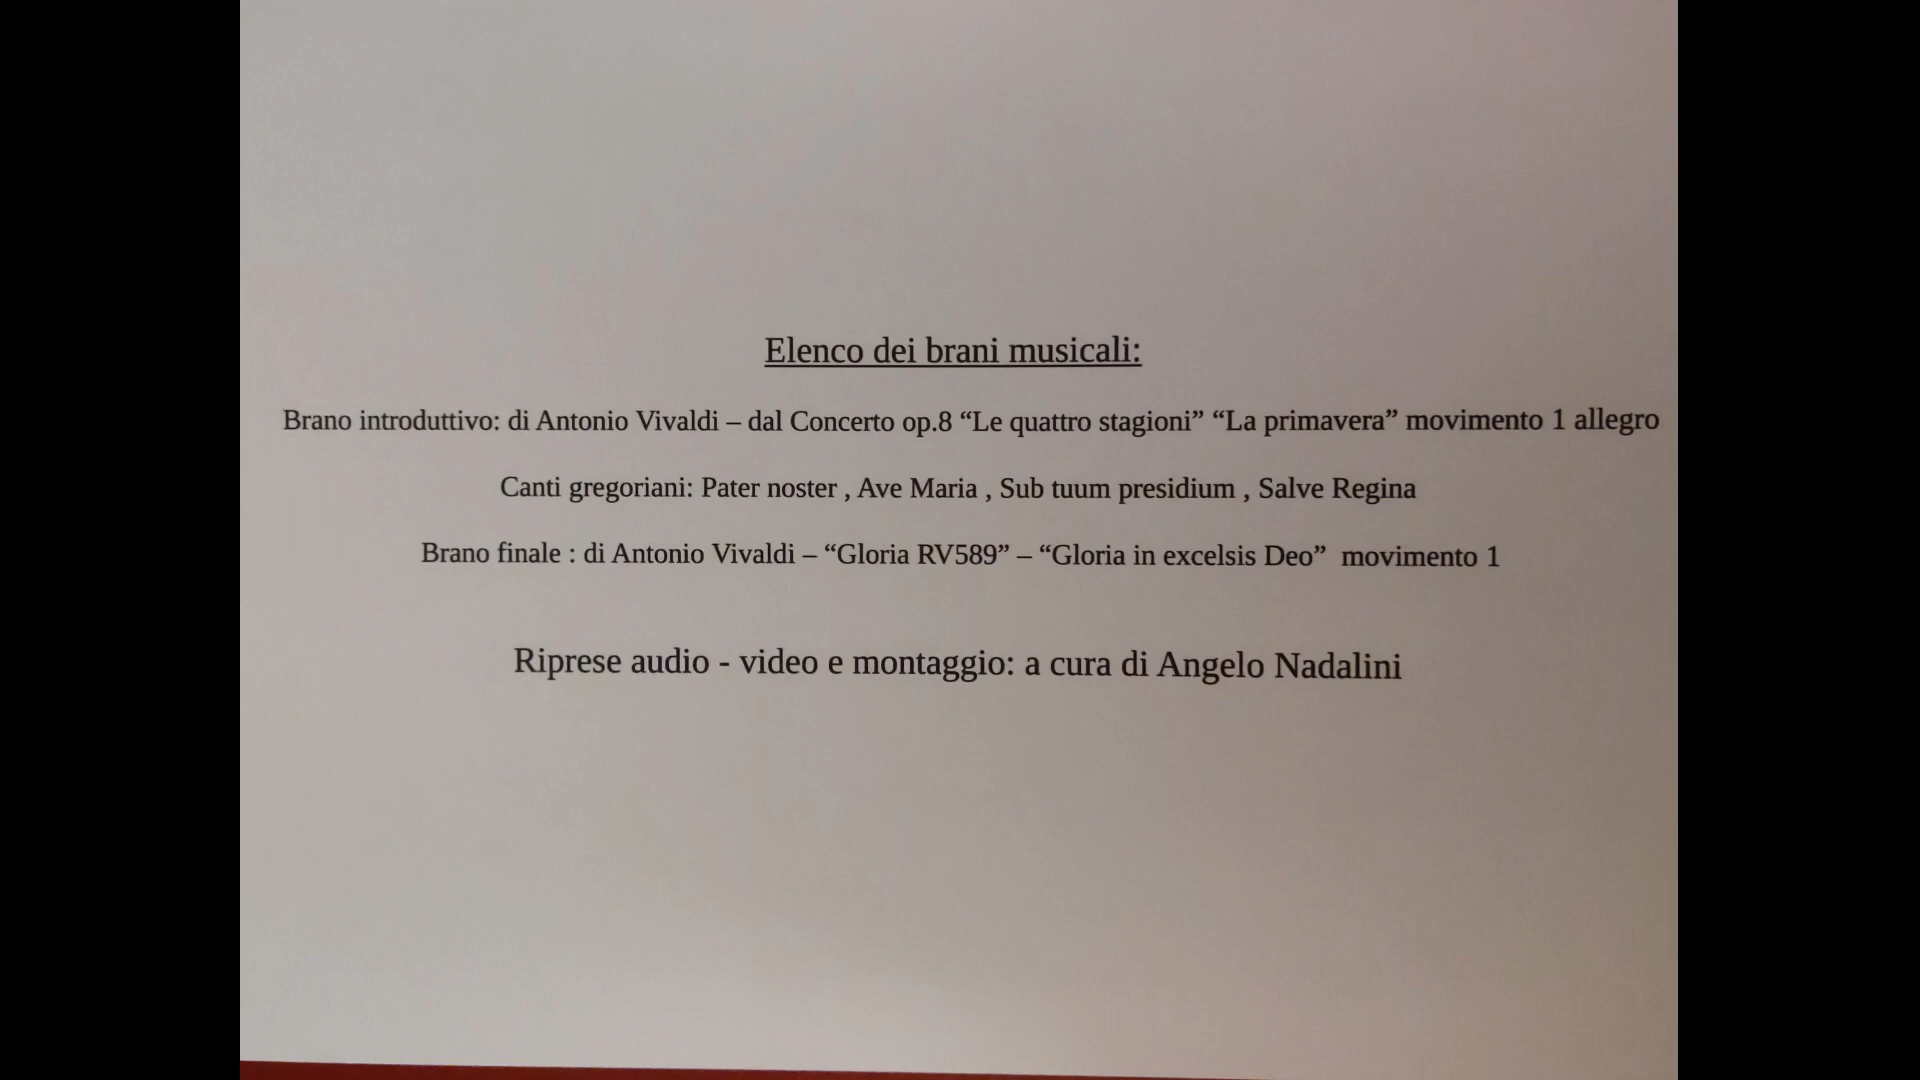 Elenco dei brani musicali:
Brano introduttivo: di Antonio Vivaldi – dal Concerto op.8 “Le quattro stagioni” “La primavera” movimento 1 allegro
Canti gregoriani: Pater noster , Ave Maria , Sub tuum presidium , Salve Regina
Brano finale : di Antonio Vivaldi – “Gloria RV589” – “Gloria in excelsis Deo”  movimento 1
Riprese audio - video e montaggio: a cura di Angelo Nadalini